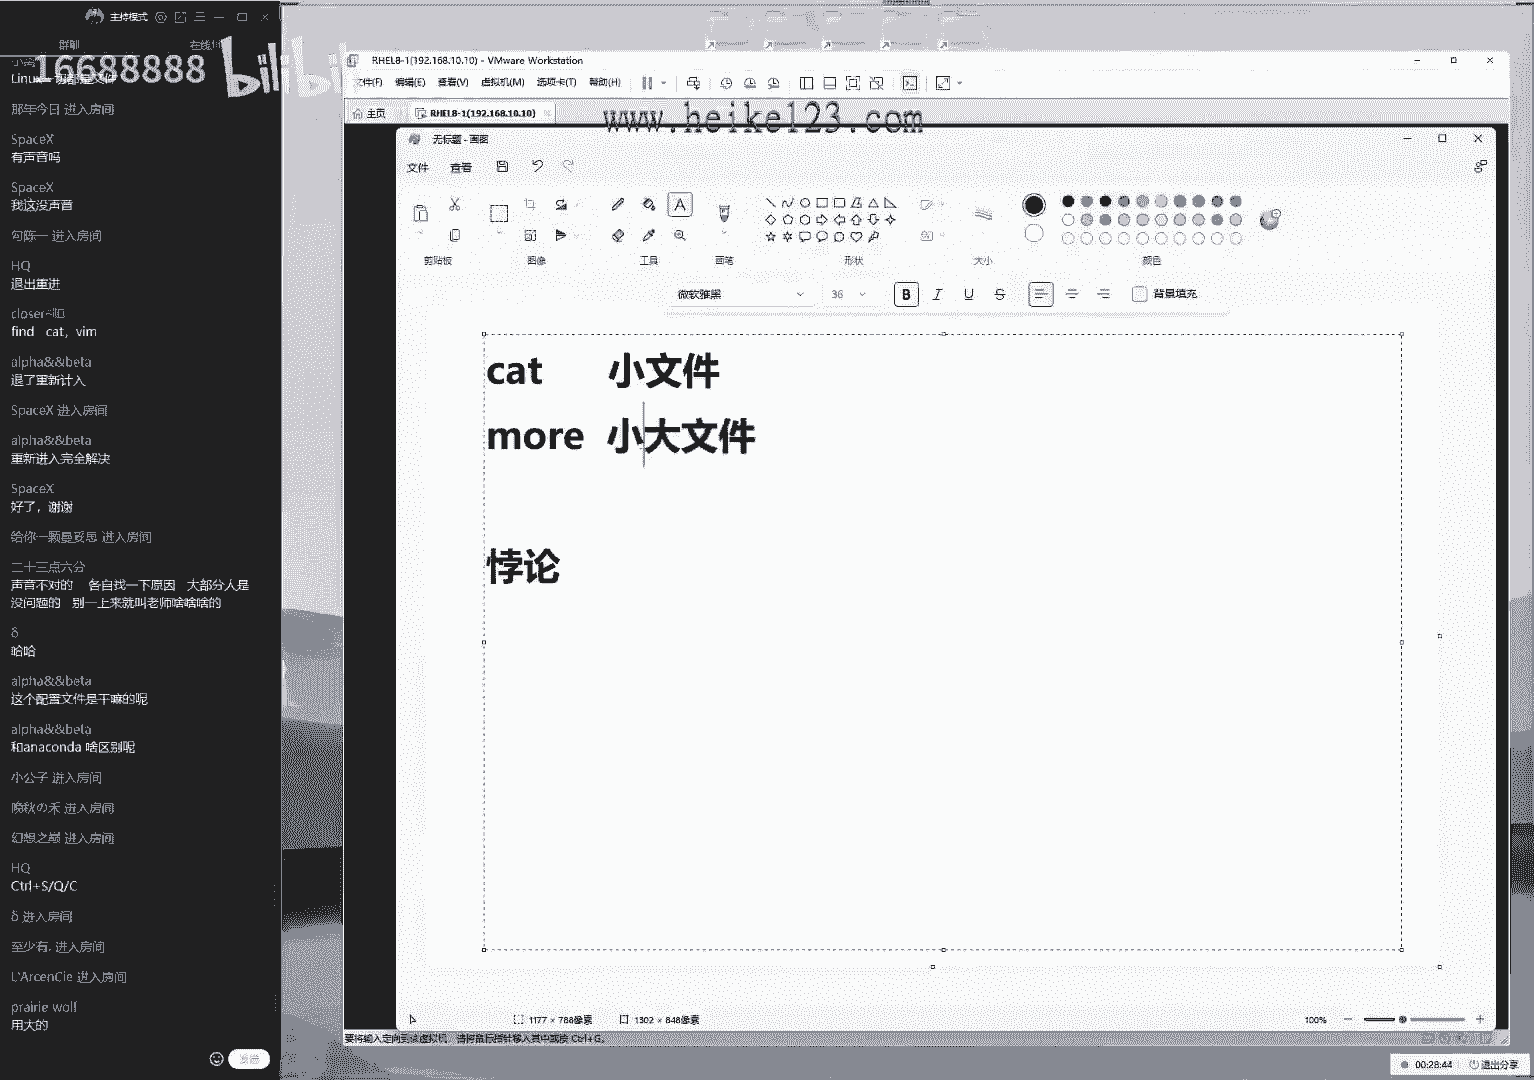 主持模式
群聊
16688888
bilibili
那年今日 进入房间
SpaceX
有声音吗
SpaceX
我这没声音
勾陈一 进入房间
HQ
退出重进
find cat，vim
alpha&&beta
退了重新计入
SpaceX 进入房间
alpha&&beta
重新进入完全解决
SpaceX
好了，谢谢
给你一颗曼妥思 进入房间
二十三点六分
声音不对的 各自找一下原因 大部分人是
没问题的 别一上来就叫老师啥啥啥的
δ
哈哈
alpha&&beta
这个配置文件是干嘛的呢
alpha&&beta
和anaconda 啥区别呢
小公子 进入房间
晚秋の禾 进入房间
幻想之巅 进入房间
HQ
Ctrl+S/Q/C
δ 进入房间
至少有. 进入房间
L'ArcenCie 进入房间
prairie wolf
用大的
发送
RHEL8-1(192.168.10.10) - VMware Workstation
文件(F) 编辑(E) 查看(V) 虚拟机(M) 选项卡(T) 帮助(H)
主页 RHEL8-1(192.168.10.10)
www.heike123.com
无标题 - 画图
文件 查看
剪贴板 图像 工具 画笔 形状 大小 颜色
微软雅黑 36 B I U S 背景填充
cat 小文件
more 小大文件
悖论
1177 × 788像素 1302 × 848像素 100%
要将输入定向到该虚拟机，请将鼠标指针移入其中或按 Ctrl+G。
00:28:44 退出分享